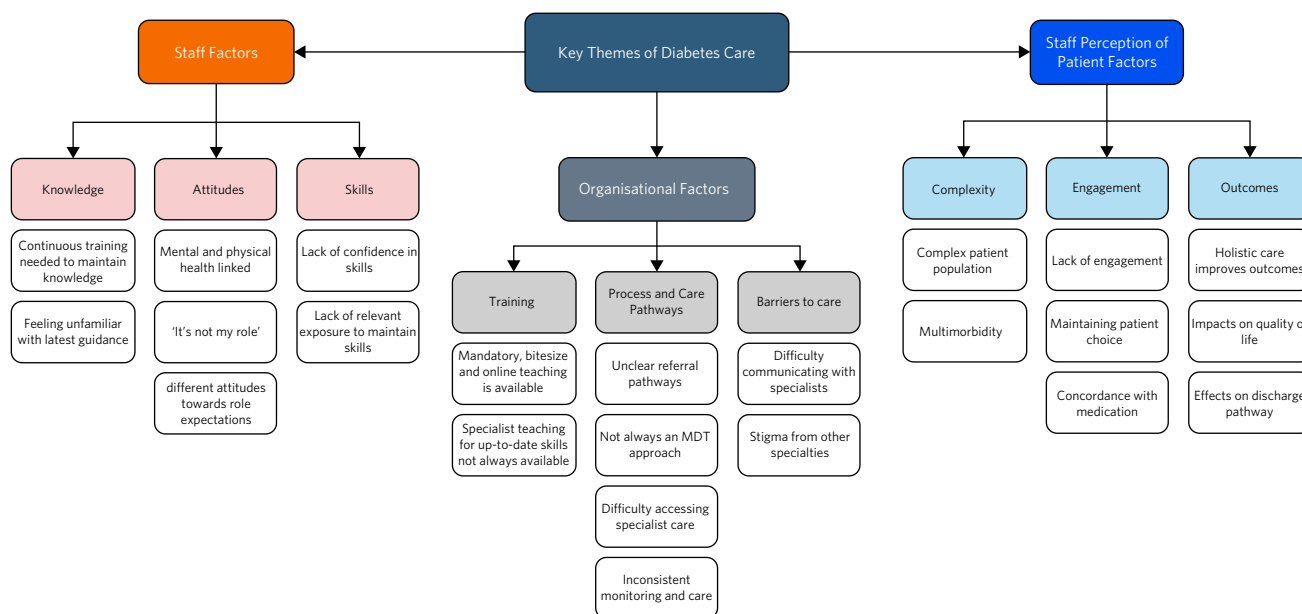 Key Themes of Diabetes Care
Staff Factors
Knowledge
Continuous training
needed to maintain
knowledge
Feeling unfamiliar
with latest guidance
Attitudes
Mental and physical
health linked
‘It’s not my role’
different attitudes
towards role
expectations
Skills
Lack of confidence in
skills
Lack of relevant
exposure to maintain
skills
Organisational Factors
Training
Mandatory, bitesize
and online teaching
is available
Specialist teaching
for up-to-date skills
not always available
Process and Care
Pathways
Unclear referral
pathways
Not always an MDT
approach
Difficulty accessing
specialist care
Inconsistent
monitoring and care
Barriers to care
Difficulty
communicating with
specialists
Stigma from other
specialties
Staff Perception of
Patient Factors
Complexity
Complex patient
population
Multimorbidity
Engagement
Lack of engagement
Maintaining patient
choice
Concordance with
medication
Outcomes
Holistic care
improves outcomes
Impacts on quality of
life
Effects on discharge
pathway